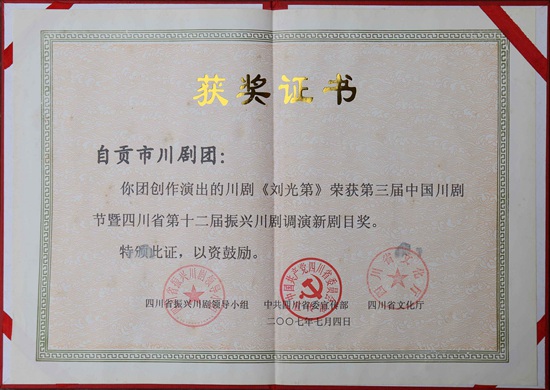 获奖证书
自贡市川剧团：
你团创作演出的川剧《刘光第》荣获第三届中国川剧
节暨四川省第十二届振兴川剧调演新剧目奖。
特颁此证，以资鼓励。
四川省振兴川剧领导小组 中共四川省委宣传部 四川省文化厅
二〇〇七年七月四日